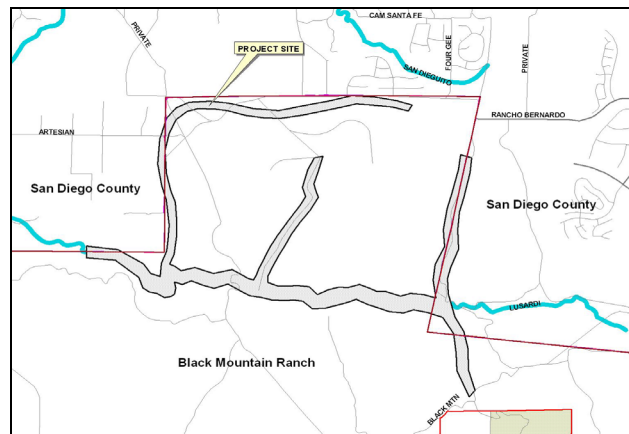 CAM SANTA FE
PRIVATE
PROJECT SITE
FOUR GEE
PRIVATE
SAN DIEGUITO
RANCHO BERNARDO
ARTESIAN
San Diego County
San Diego County
LUSARDI
Black Mountain Ranch
BLACK MTN